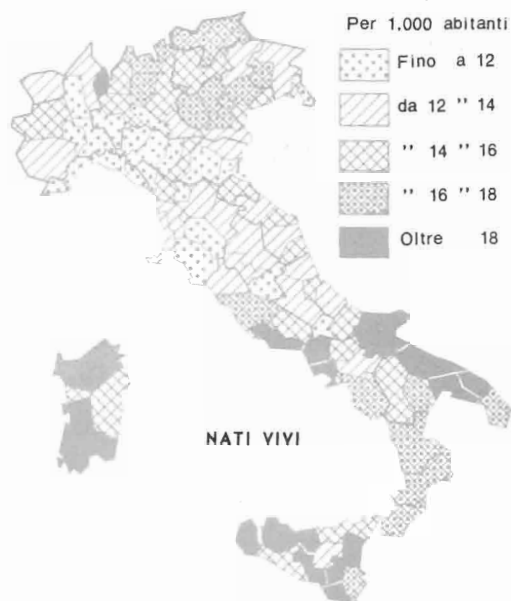 Per 1.000 abitanti
Fino a 12
da 12 " 14
" 14 " 16
" 16 " 18
Oltre 18
NATI VIVI